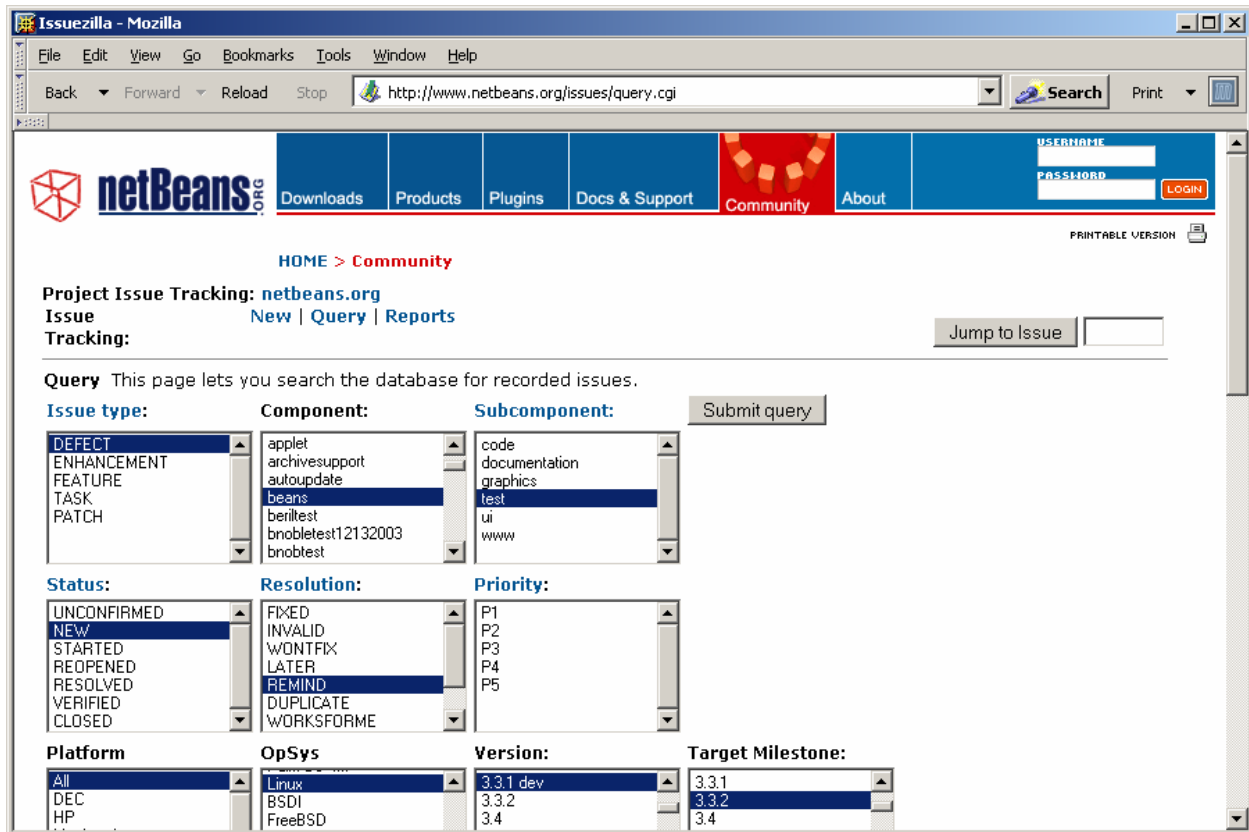 Issuezilla - Mozilla
File Edit View Go Bookmarks Tools Window Help
Back Forward Reload Stop http://www.netbeans.org/issues/query.cgi Search Print
netBeans.ORG
Downloads Products Plugins Docs & Support Community About
USERNAME
PASSWORD
LOGIN
PRINTABLE VERSION
HOME > Community
Project Issue Tracking: netbeans.org
Issue Tracking: New | Query | Reports
Jump to Issue
Query This page lets you search the database for recorded issues.
Issue type:
DEFECT
ENHANCEMENT
FEATURE
TASK
PATCH
Component:
applet
archivesupport
autoupdate
beans
beriltest
bnobletest12132003
bnobtest
Subcomponent:
code
documentation
graphics
test
ui
www
Submit query
Status:
UNCONFIRMED
NEW
STARTED
REOPENED
RESOLVED
VERIFIED
CLOSED
Resolution:
FIXED
INVALID
WONTFIX
LATER
REMIND
DUPLICATE
WORKSFORME
Priority:
P1
P2
P3
P4
P5
Platform
All
DEC
HP
OpSys
Linux
BSDI
FreeBSD
Version:
3.3.1 dev
3.3.2
3.4
Target Milestone:
3.3.1
3.3.2
3.4